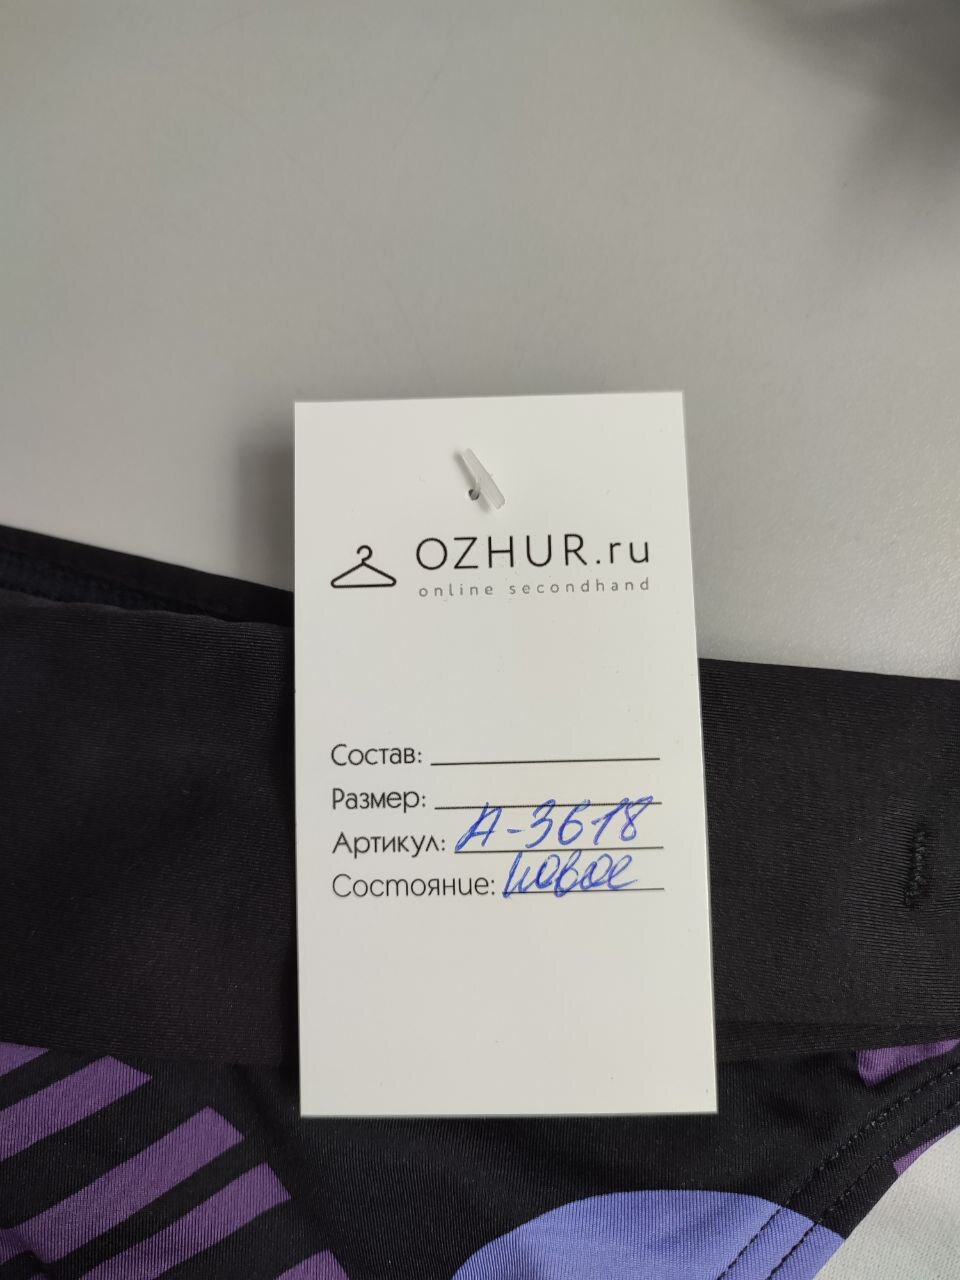 OZHUR.ru
online secondhand
Состав:
Размер:
Артикул: А-3618
Состояние: новое